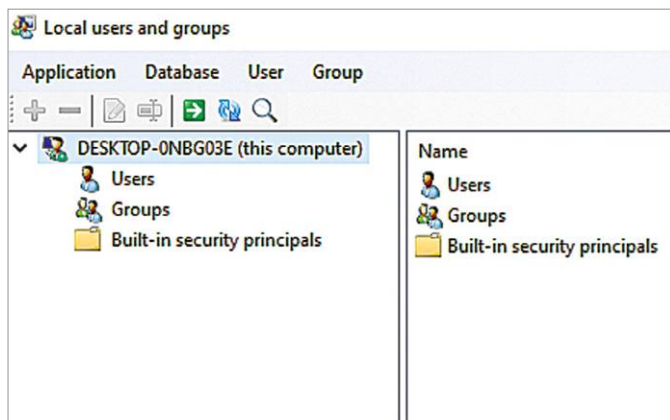 Local users and groups
Application Database User Group
DESKTOP-0NBG03E (this computer)
Users
Groups
Built-in security principals
Name
Users
Groups
Built-in security principals